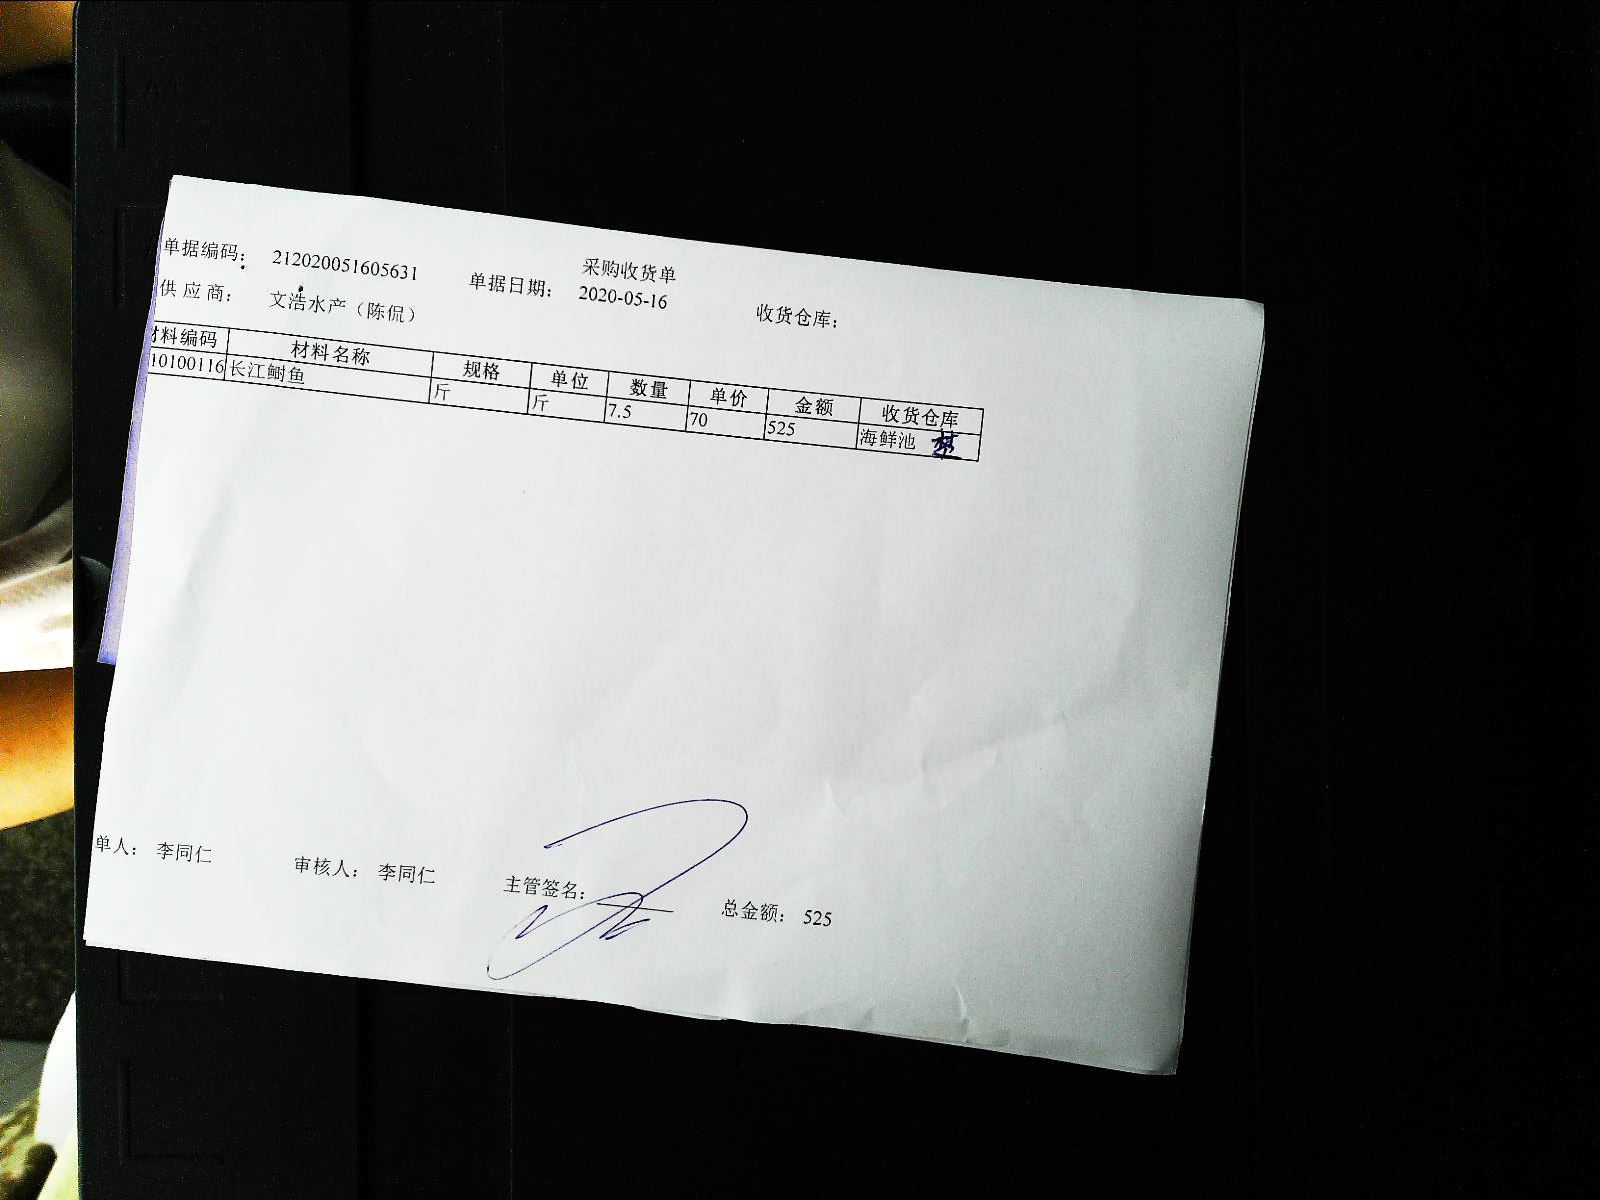 采购收货单
单据编码： 212020051605631 单据日期： 2020-05-16 收货仓库：
供应商： 文浩水产（陈侃）
材料编码 材料名称 规格 单位 数量 单价 金额 收货仓库
10100116 长江鲥鱼 斤 斤 7.5 70 525 海鲜池
单人： 李同仁 审核人： 李同仁 主管签名： 总金额： 525